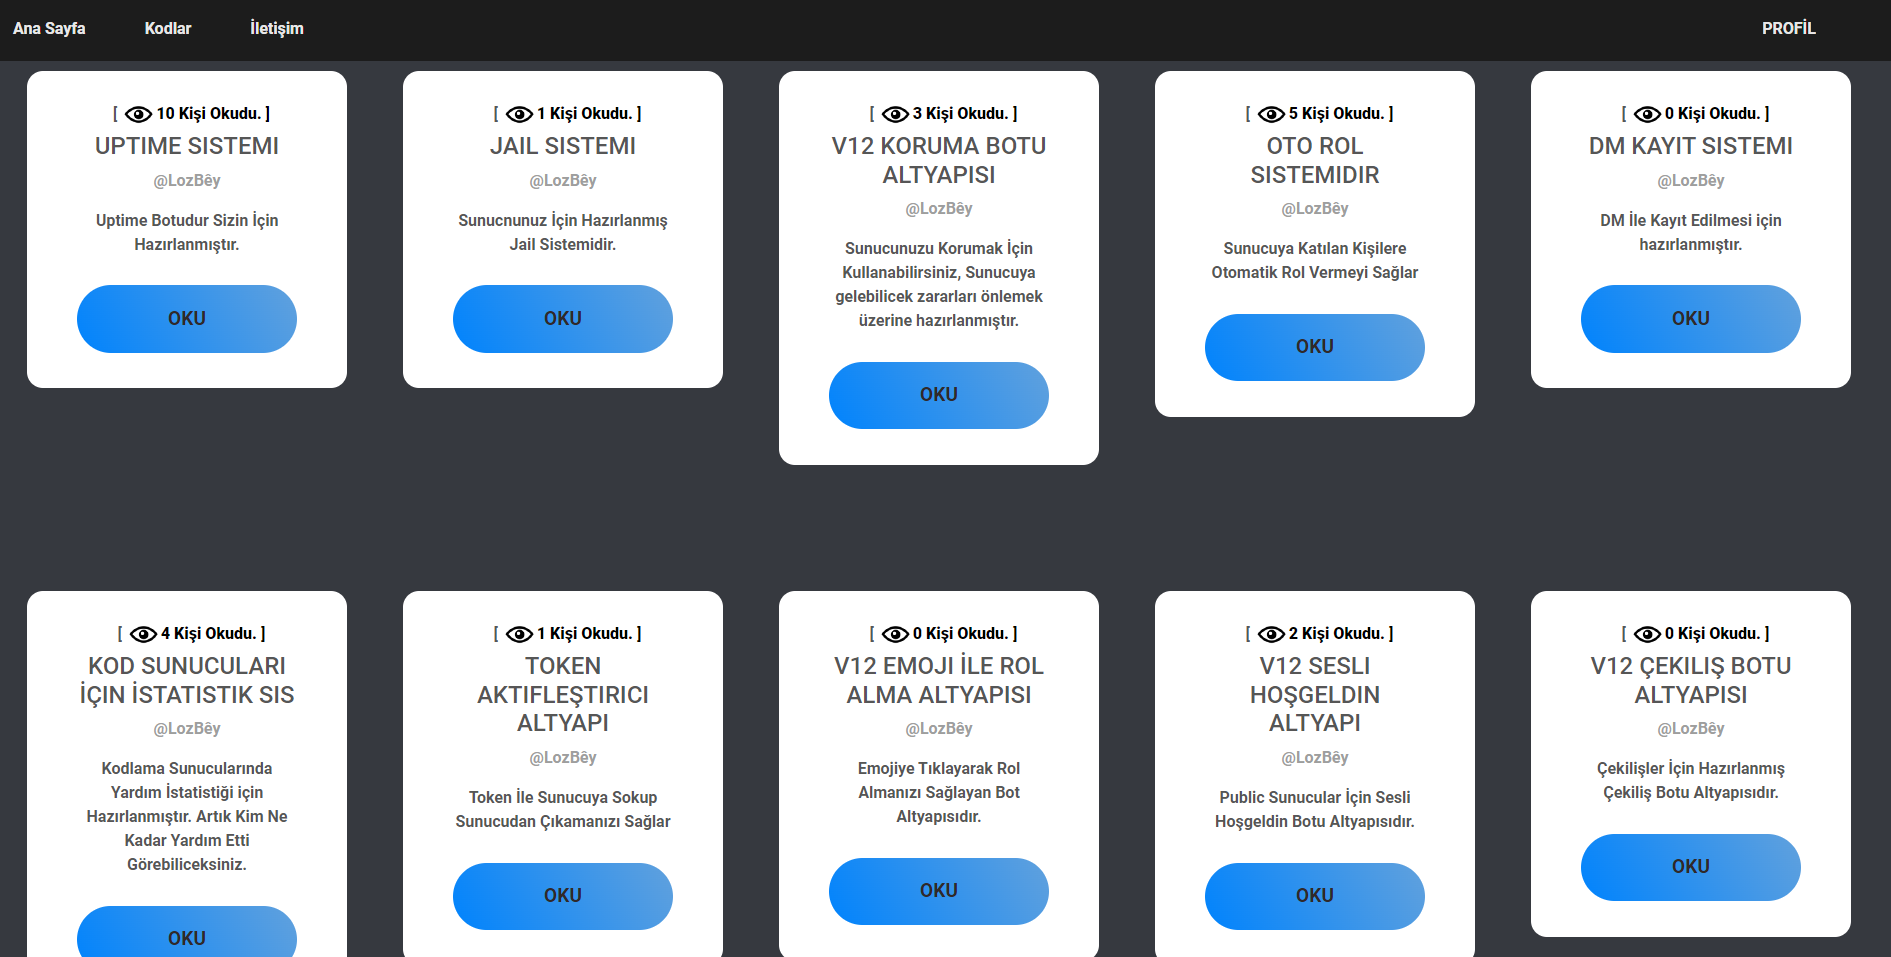 Ana Sayfa Kodlar İletişim PROFİL
[ 10 Kişi Okudu. ]
UPTIME SISTEMI
@LozBêy
Uptime Botudur Sizin İçin
Hazırlanmıştır.
OKU
[ 1 Kişi Okudu. ]
JAIL SISTEMI
@LozBêy
Sunucnunuz İçin Hazırlanmış
Jail Sistemidir.
OKU
[ 3 Kişi Okudu. ]
V12 KORUMA BOTU
ALTYAPISI
@LozBêy
Sunucunuzu Korumak İçin
Kullanabilirsiniz, Sunucuya
gelebilicek zararları önlemek
üzerine hazırlanmıştır.
OKU
[ 5 Kişi Okudu. ]
OTO ROL
SISTEMIDIR
@LozBêy
Sunucuya Katılan Kişilere
Otomatik Rol Vermeyi Sağlar
OKU
[ 0 Kişi Okudu. ]
DM KAYIT SISTEMI
@LozBêy
DM İle Kayıt Edilmesi için
hazırlanmıştır.
OKU
[ 4 Kişi Okudu. ]
KOD SUNUCULARI
İÇIN İSTATISTIK SIS
@LozBêy
Kodlama Sunucularında
Yardım İstatistiği için
Hazırlanmıştır. Artık Kim Ne
Kadar Yardım Etti
Görebiliceksiniz.
OKU
[ 1 Kişi Okudu. ]
TOKEN
AKTIFLEŞTIRICI
ALTYAPI
@LozBêy
Token İle Sunucuya Sokup
Sunucudan Çıkamanızı Sağlar
OKU
[ 0 Kişi Okudu. ]
V12 EMOJI İLE ROL
ALMA ALTYAPISI
@LozBêy
Emojiye Tıklayarak Rol
Almanızı Sağlayan Bot
Altyapısıdır.
OKU
[ 2 Kişi Okudu. ]
V12 SESLI
HOŞGELDIN
ALTYAPI
@LozBêy
Public Sunucular İçin Sesli
Hoşgeldin Botu Altyapısıdır.
OKU
[ 0 Kişi Okudu. ]
V12 ÇEKILIŞ BOTU
ALTYAPISI
@LozBêy
Çekilişler İçin Hazırlanmış
Çekiliş Botu Altyapısıdır.
OKU